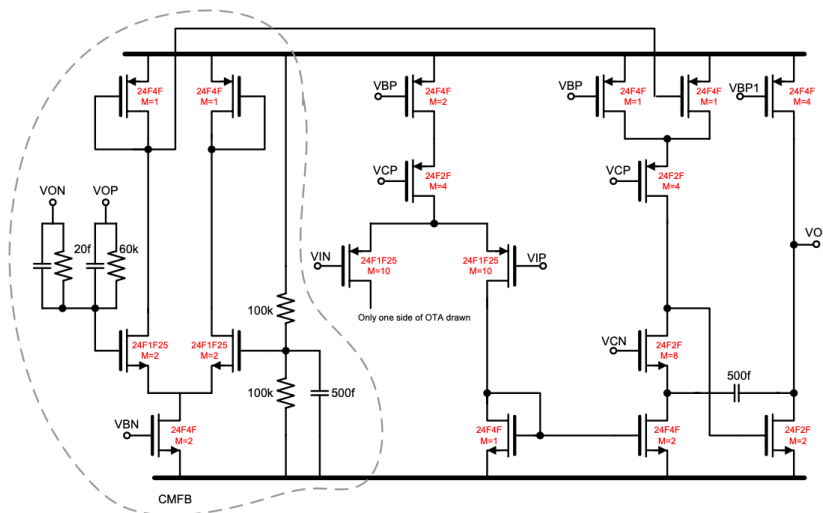 24F4F
M=1
24F4F
M=1
VBP
24F4F
M=2
VBP
24F4F
M=1
24F4F
M=1
VBP1
24F4F
M=4
VCP
24F2F
M=4
VCP
24F2F
M=4
VON
VOP
20f
60k
VO
VIN
24F1F25
M=10
24F1F25
M=10
VIP
100k
Only one side of OTA drawn
24F1F25
M=2
24F1F25
M=2
VCN
24F2F
M=8
100k
500f
500f
VBN
24F4F
M=2
24F4F
M=1
24F4F
M=2
24F2F
M=2
CMFB